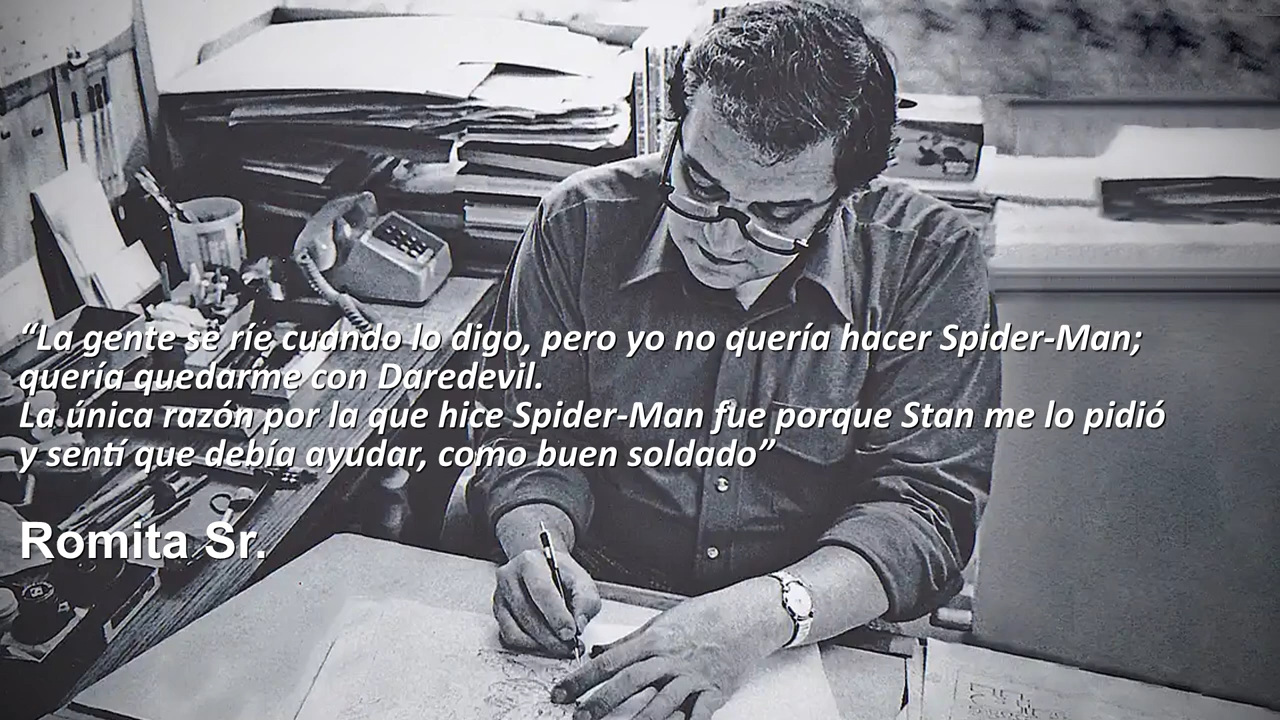 “La gente se ríe cuando lo digo, pero yo no quería hacer Spider-Man;
quería quedarme con Daredevil.
La única razón por la que hice Spider-Man fue porque Stan me lo pidió
y sentí que debía ayudar, como buen soldado”
Romita Sr.